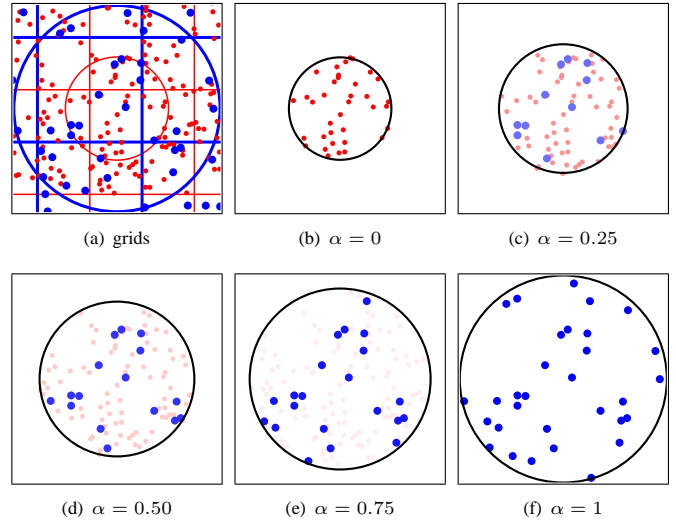 (a) grids
(b) α = 0
(c) α = 0.25
(d) α = 0.50
(e) α = 0.75
(f) α = 1